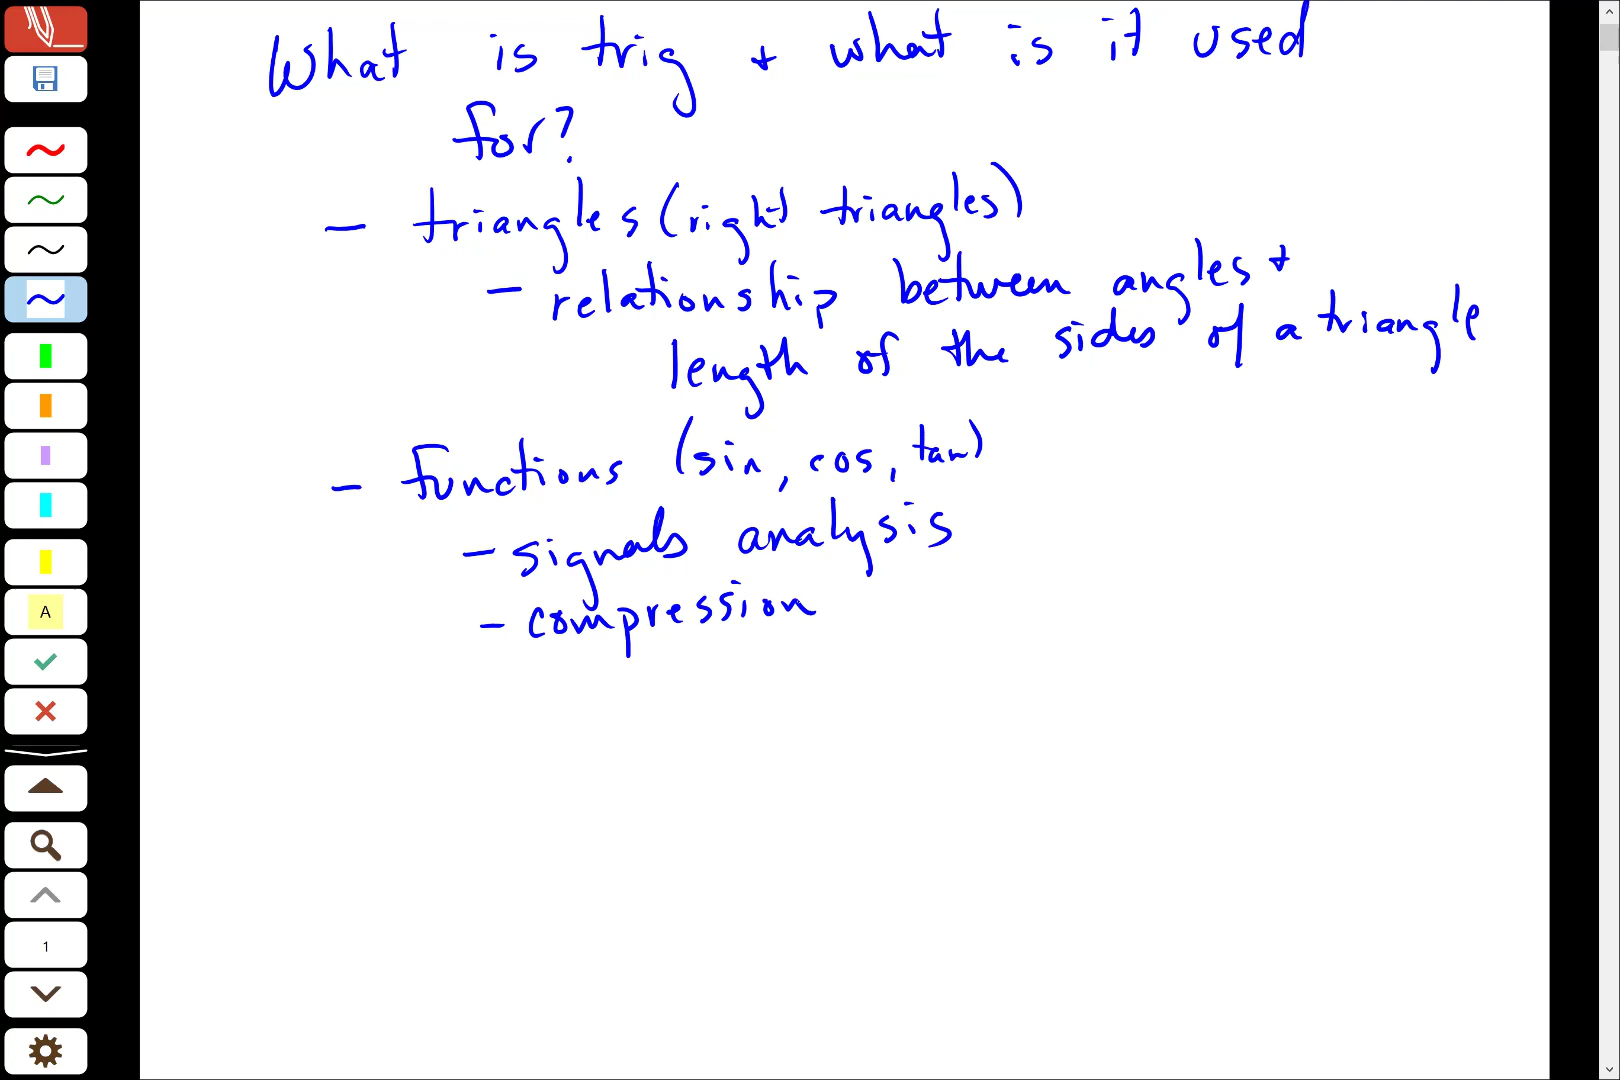 What is trig + what is it used
for?
- triangles (right triangles)
- relationship between angles +
length of the sides of a triangle
- functions (sin, cos, tan)
- signals analysis
- compression
A
1